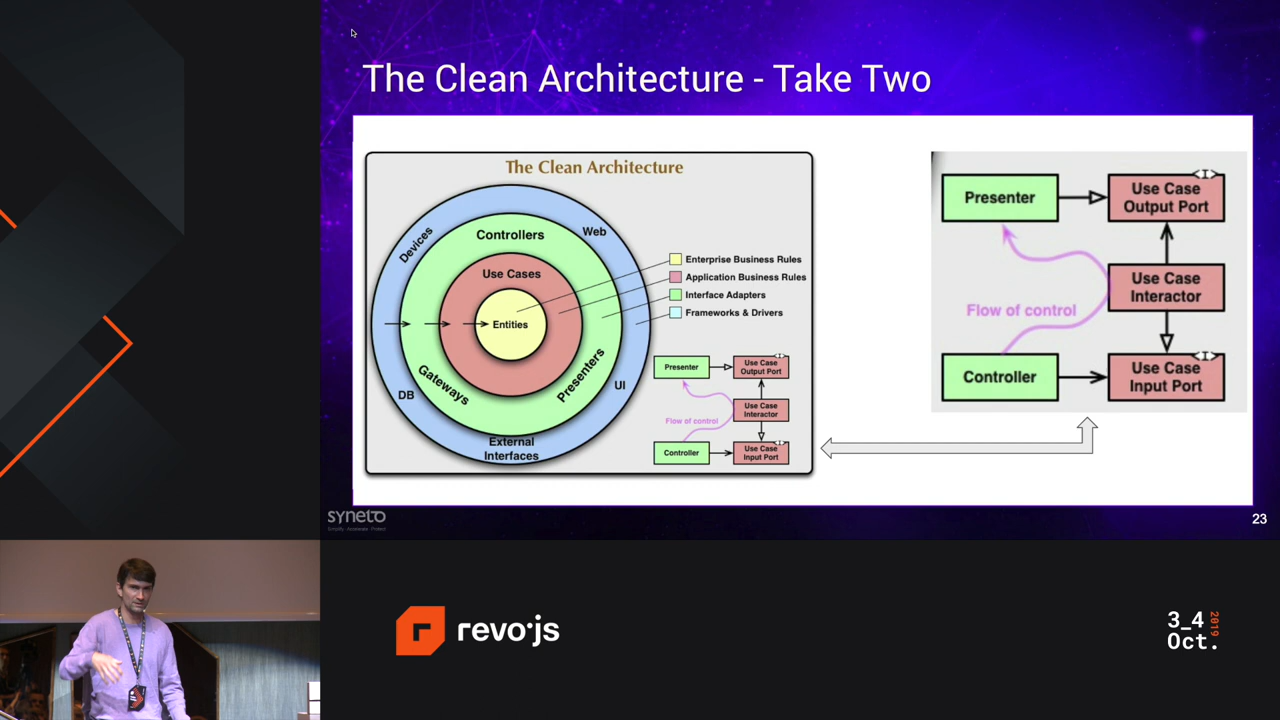 The Clean Architecture - Take Two
The Clean Architecture
Devices
Controllers
Web
Use Cases
Entities
Gateways
Presenters
DB
UI
External
Interfaces
Enterprise Business Rules
Application Business Rules
Interface Adapters
Frameworks & Drivers
Presenter
Use Case
Output Port
Use Case
Interactor
Flow of control
Controller
Use Case
Input Port
Presenter
Use Case
Output Port
Use Case
Interactor
Flow of control
Controller
Use Case
Input Port
syneto
23
r
revo·js
3_4
Oct.
2019